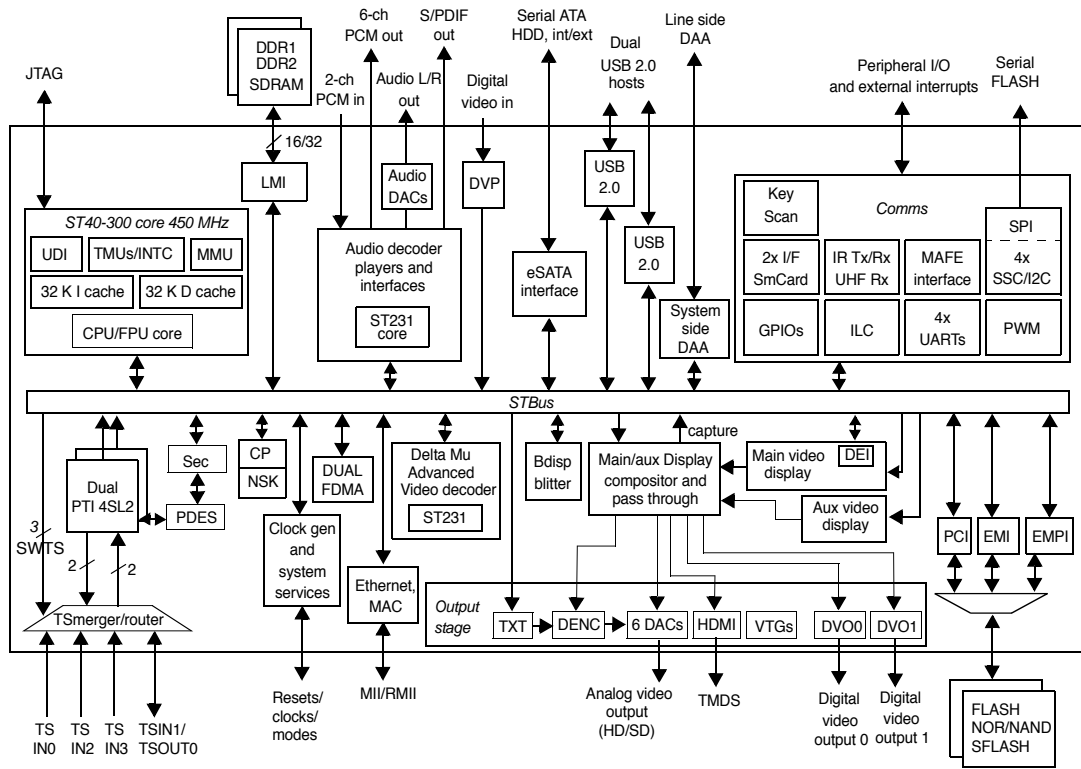 JTAG
DDR1
DDR2
SDRAM
16/32
2-ch
PCM in
6-ch
PCM out
Audio L/R
out
S/PDIF
out
Digital
video in
Serial ATA
HDD, int/ext
Dual
USB 2.0
hosts
Line side
DAA
Peripheral I/O
and external interrupts
Serial
FLASH
LMI
Audio
DACs
DVP
USB
2.0
USB
2.0
ST40-300 core 450 MHz
UDI
TMUs/INTC
MMU
32 K I cache
32 K D cache
CPU/FPU core
Audio decoder
players and
interfaces
ST231
core
eSATA
interface
System
side
DAA
Key
Scan
Comms
SPI
4x
SSC/I2C
2x I/F
SmCard
IR Tx/Rx
UHF Rx
MAFE
interface
GPIOs
ILC
4x
UARTs
PWM
STBus
Dual
PTI 4SL2
Sec
PDES
CP
NSK
DUAL
FDMA
Delta Mu
Advanced
Video decoder
ST231
Bdisp
blitter
capture
Main/aux Display
compositor and
pass through
Main video
display
DEI
Aux video
display
PCI
EMI
EMPI
3
SWTS
2
2
Clock gen
and
system
services
Ethernet,
MAC
TSmerger/router
Output
stage
TXT
DENC
6 DACs
HDMI
VTGs
DVO0
DVO1
TS
IN0
TS
IN2
TS
IN3
TSIN1/
TSOUT0
Resets/
clocks/
modes
MII/RMII
Analog video
output
(HD/SD)
TMDS
Digital
video
output 0
Digital
video
output 1
FLASH
NOR/NAND
SFLASH